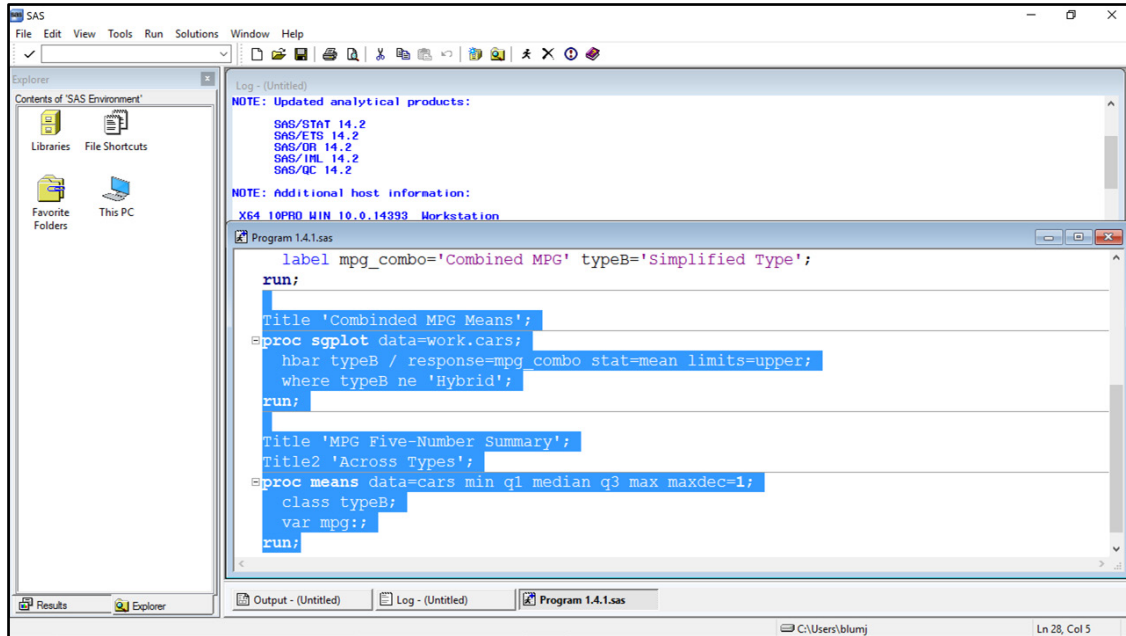 SAS
File Edit View Tools Run Solutions Window Help
Explorer
Contents of 'SAS Environment'
Libraries File Shortcuts
Favorite Folders This PC
Log - (Untitled)
NOTE: Updated analytical products:
SAS/STAT 14.2
SAS/ETS 14.2
SAS/OR 14.2
SAS/IML 14.2
SAS/QC 14.2
NOTE: Additional host information:
X64_10PRO WIN 10.0.14393 Workstation
Program 1.4.1.sas
label mpg_combo='Combined MPG' typeB='Simplified Type';
run;
Title 'Combinded MPG Means';
proc sgplot data=work.cars;
hbar typeB / response=mpg_combo stat=mean limits=upper;
where typeB ne 'Hybrid';
run;
Title 'MPG Five-Number Summary';
Title2 'Across Types';
proc means data=cars min q1 median q3 max maxdec=1;
class typeB;
var mpg:;
run;
Results Explorer
Output - (Untitled) Log - (Untitled) Program 1.4.1.sas
C:\Users\blumj Ln 28, Col 5